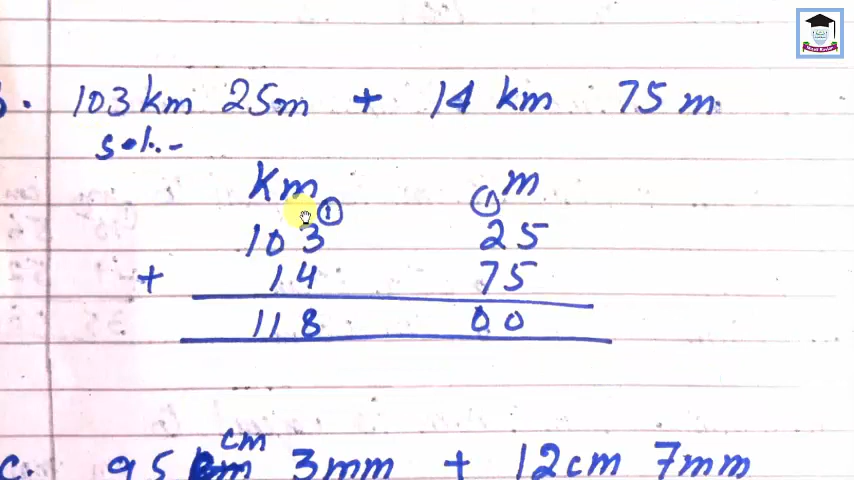 b. 103 km 25m + 14 km 75 m.
Sol.-
km m
① ①
103 25
+ 14 75
118 00
c. 95 cm 3mm + 12cm 7mm